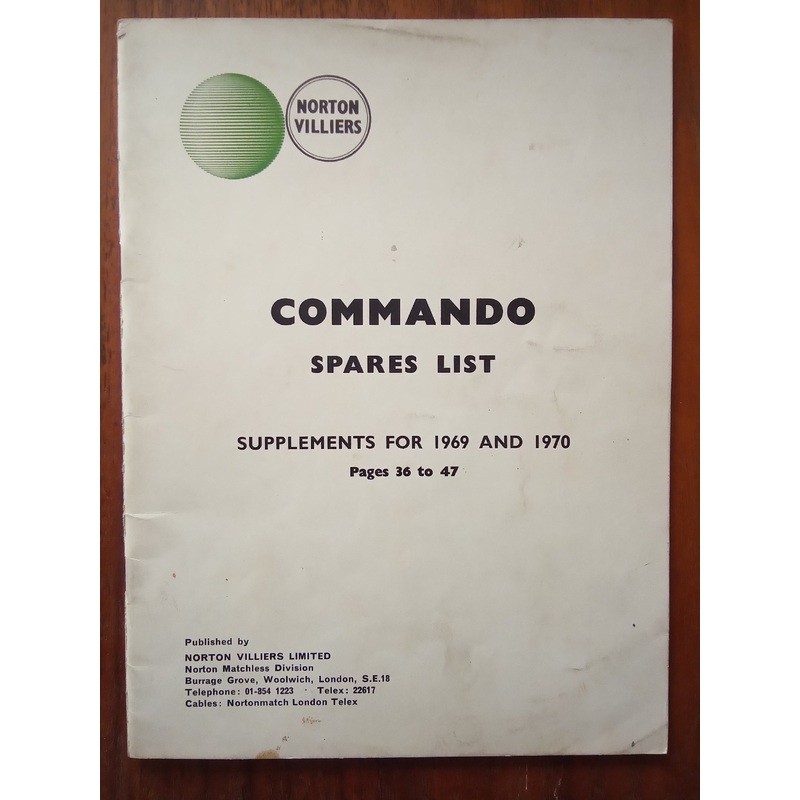 NORTON
VILLIERS
COMMANDO
SPARES LIST
SUPPLEMENTS FOR 1969 AND 1970
Pages 36 to 47
Published by
NORTON VILLIERS LIMITED
Norton Matchless Division
Burrage Grove, Woolwich, London, S.E.18
Telephone: 01-854 1223 · Telex: 22617
Cables: Nortonmatch London Telex